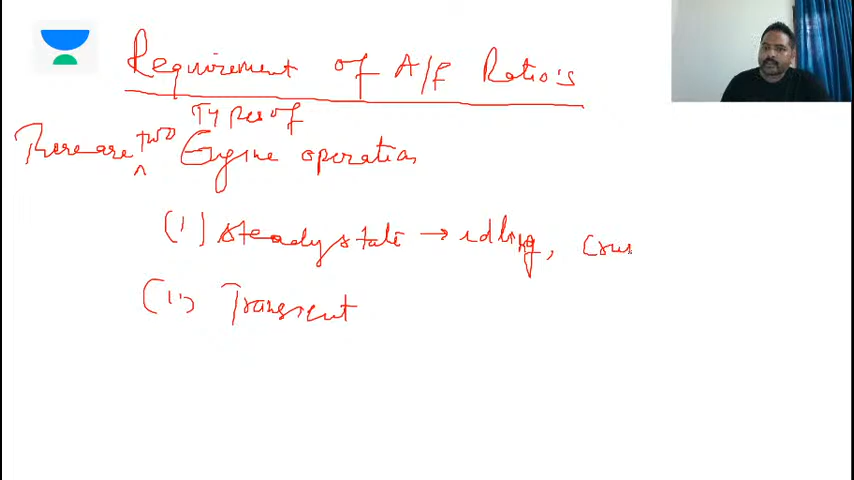 Requirement of A/F Ratio's
Types of
There are two Engine operation
(i) Steady state → idling, Crus
(ii) Transient